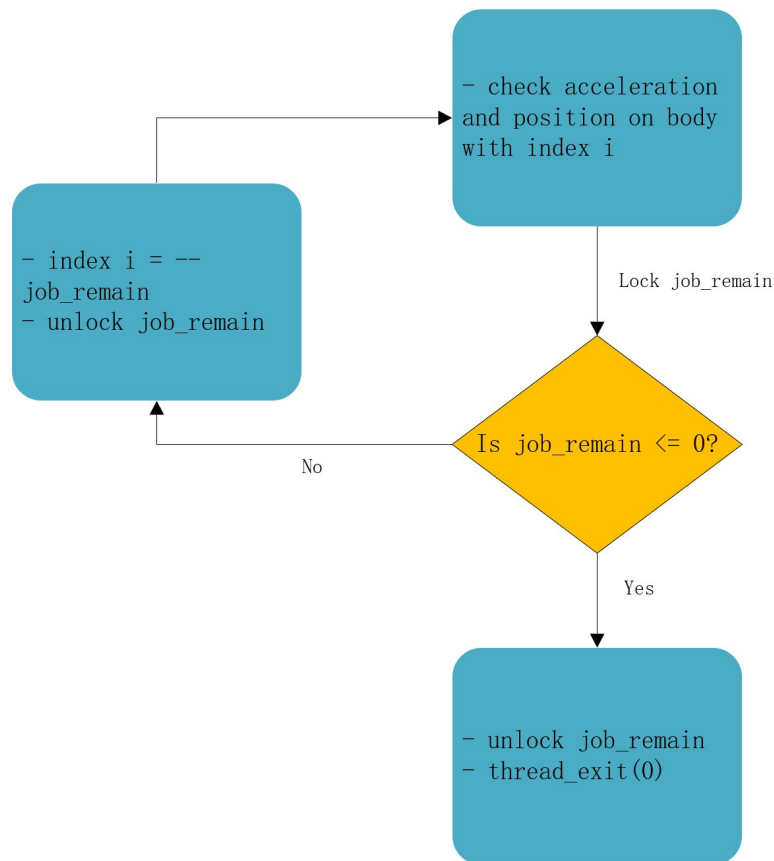 - check acceleration
and position on body
with index i
- index i = --
job_remain
- unlock job_remain
Lock job_remain
Is job_remain <= 0?
No
Yes
- unlock job_remain
- thread_exit(0)